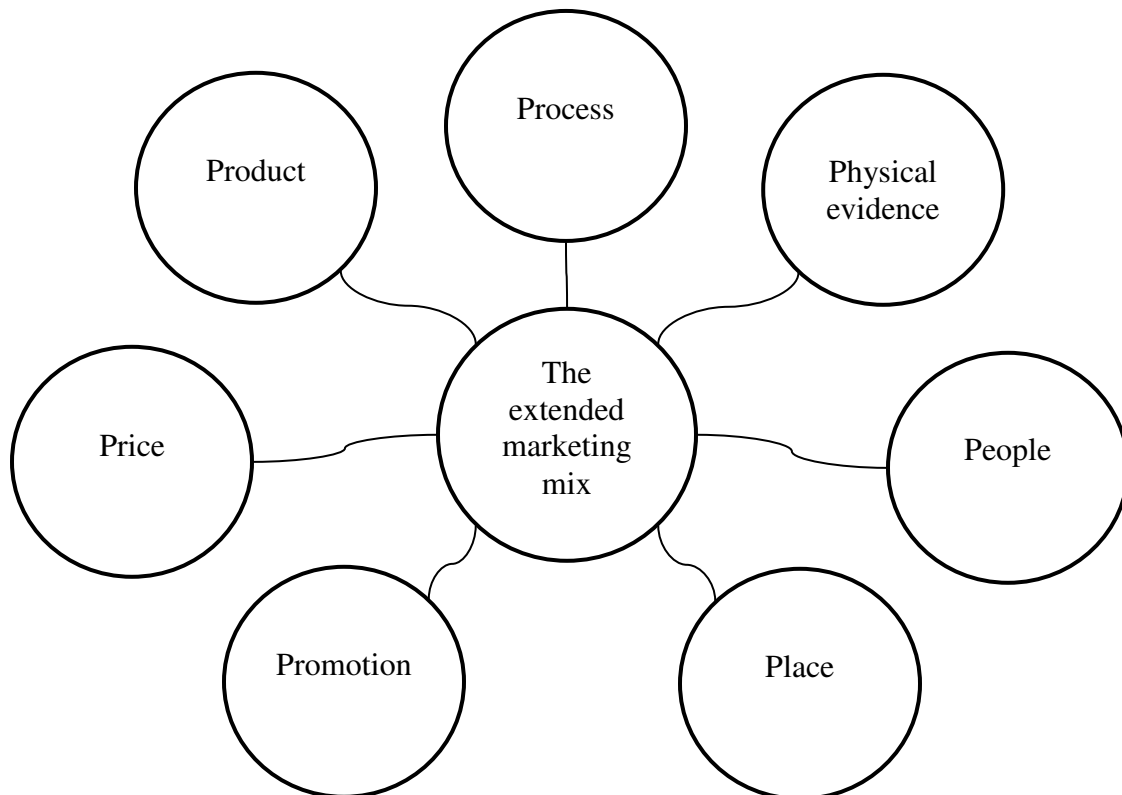 Process
Product
Physical
evidence
The
extended
marketing
mix
Price
People
Promotion
Place